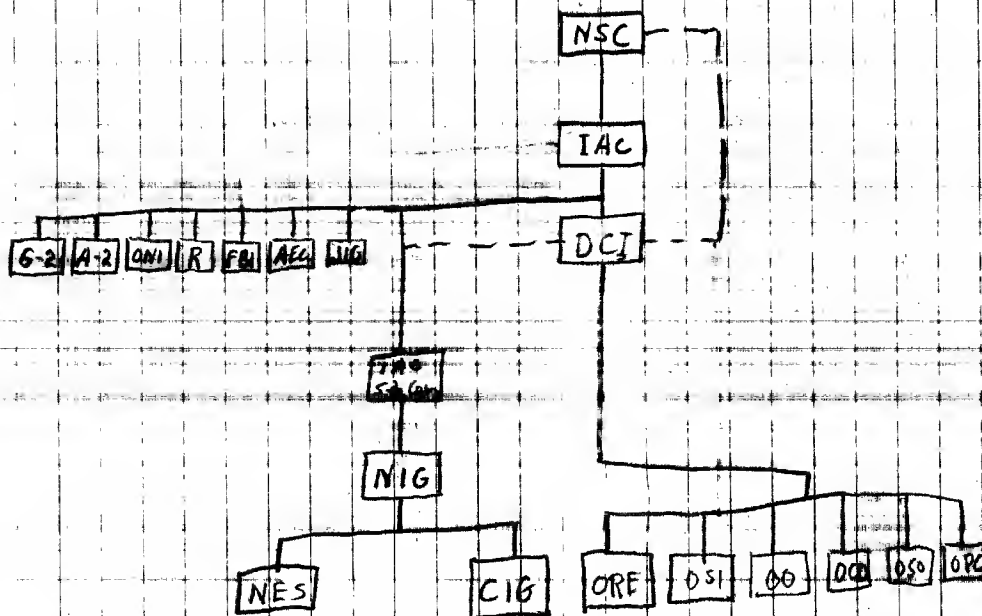 NSC
IAC
DCI
G-2 A-2 ONI R FBI AEC JIG
NIG
NES CIG ORE OSI OO OCD OSO OPC